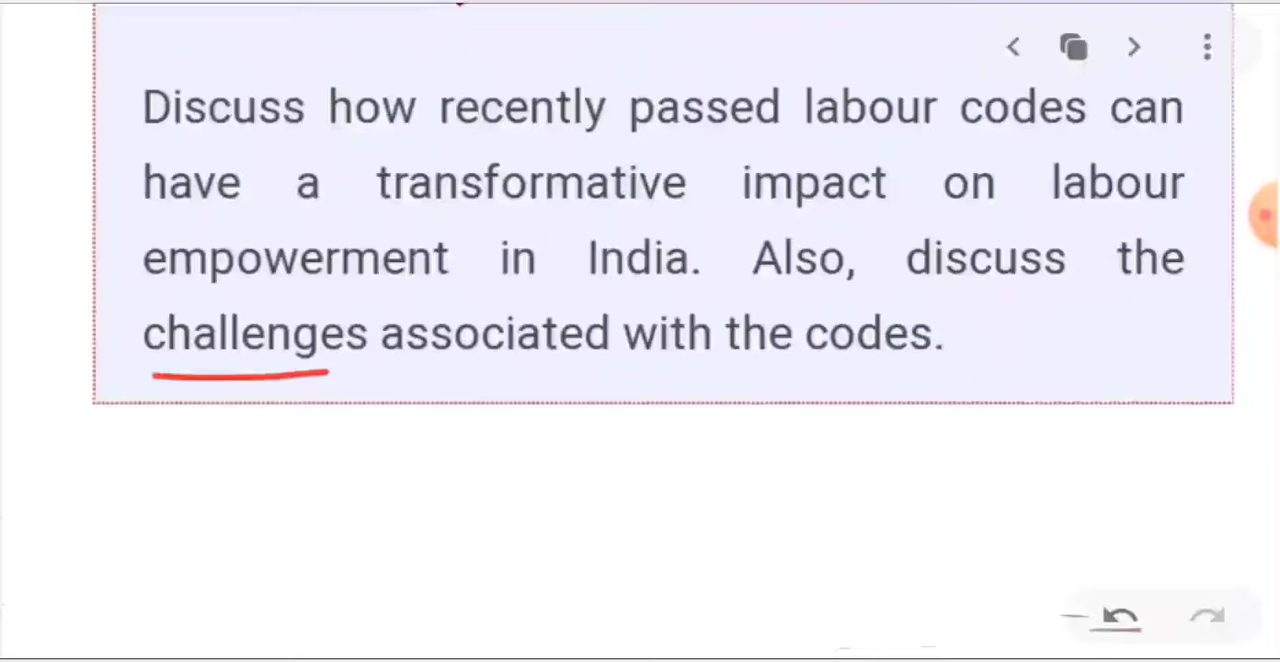 Discuss how recently passed labour codes can
have a transformative impact on labour
empowerment in India. Also, discuss the
challenges associated with the codes.